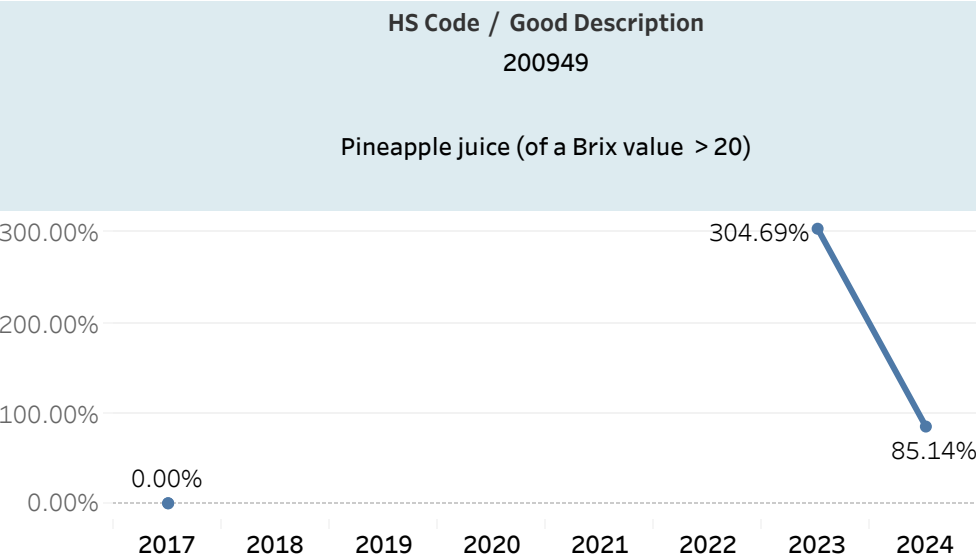 HS Code / Good Description
200949
Pineapple juice (of a Brix value > 20)
300.00%
304.69%
200.00%
100.00%
85.14%
0.00%
0.00%
2017 2018 2019 2020 2021 2022 2023 2024